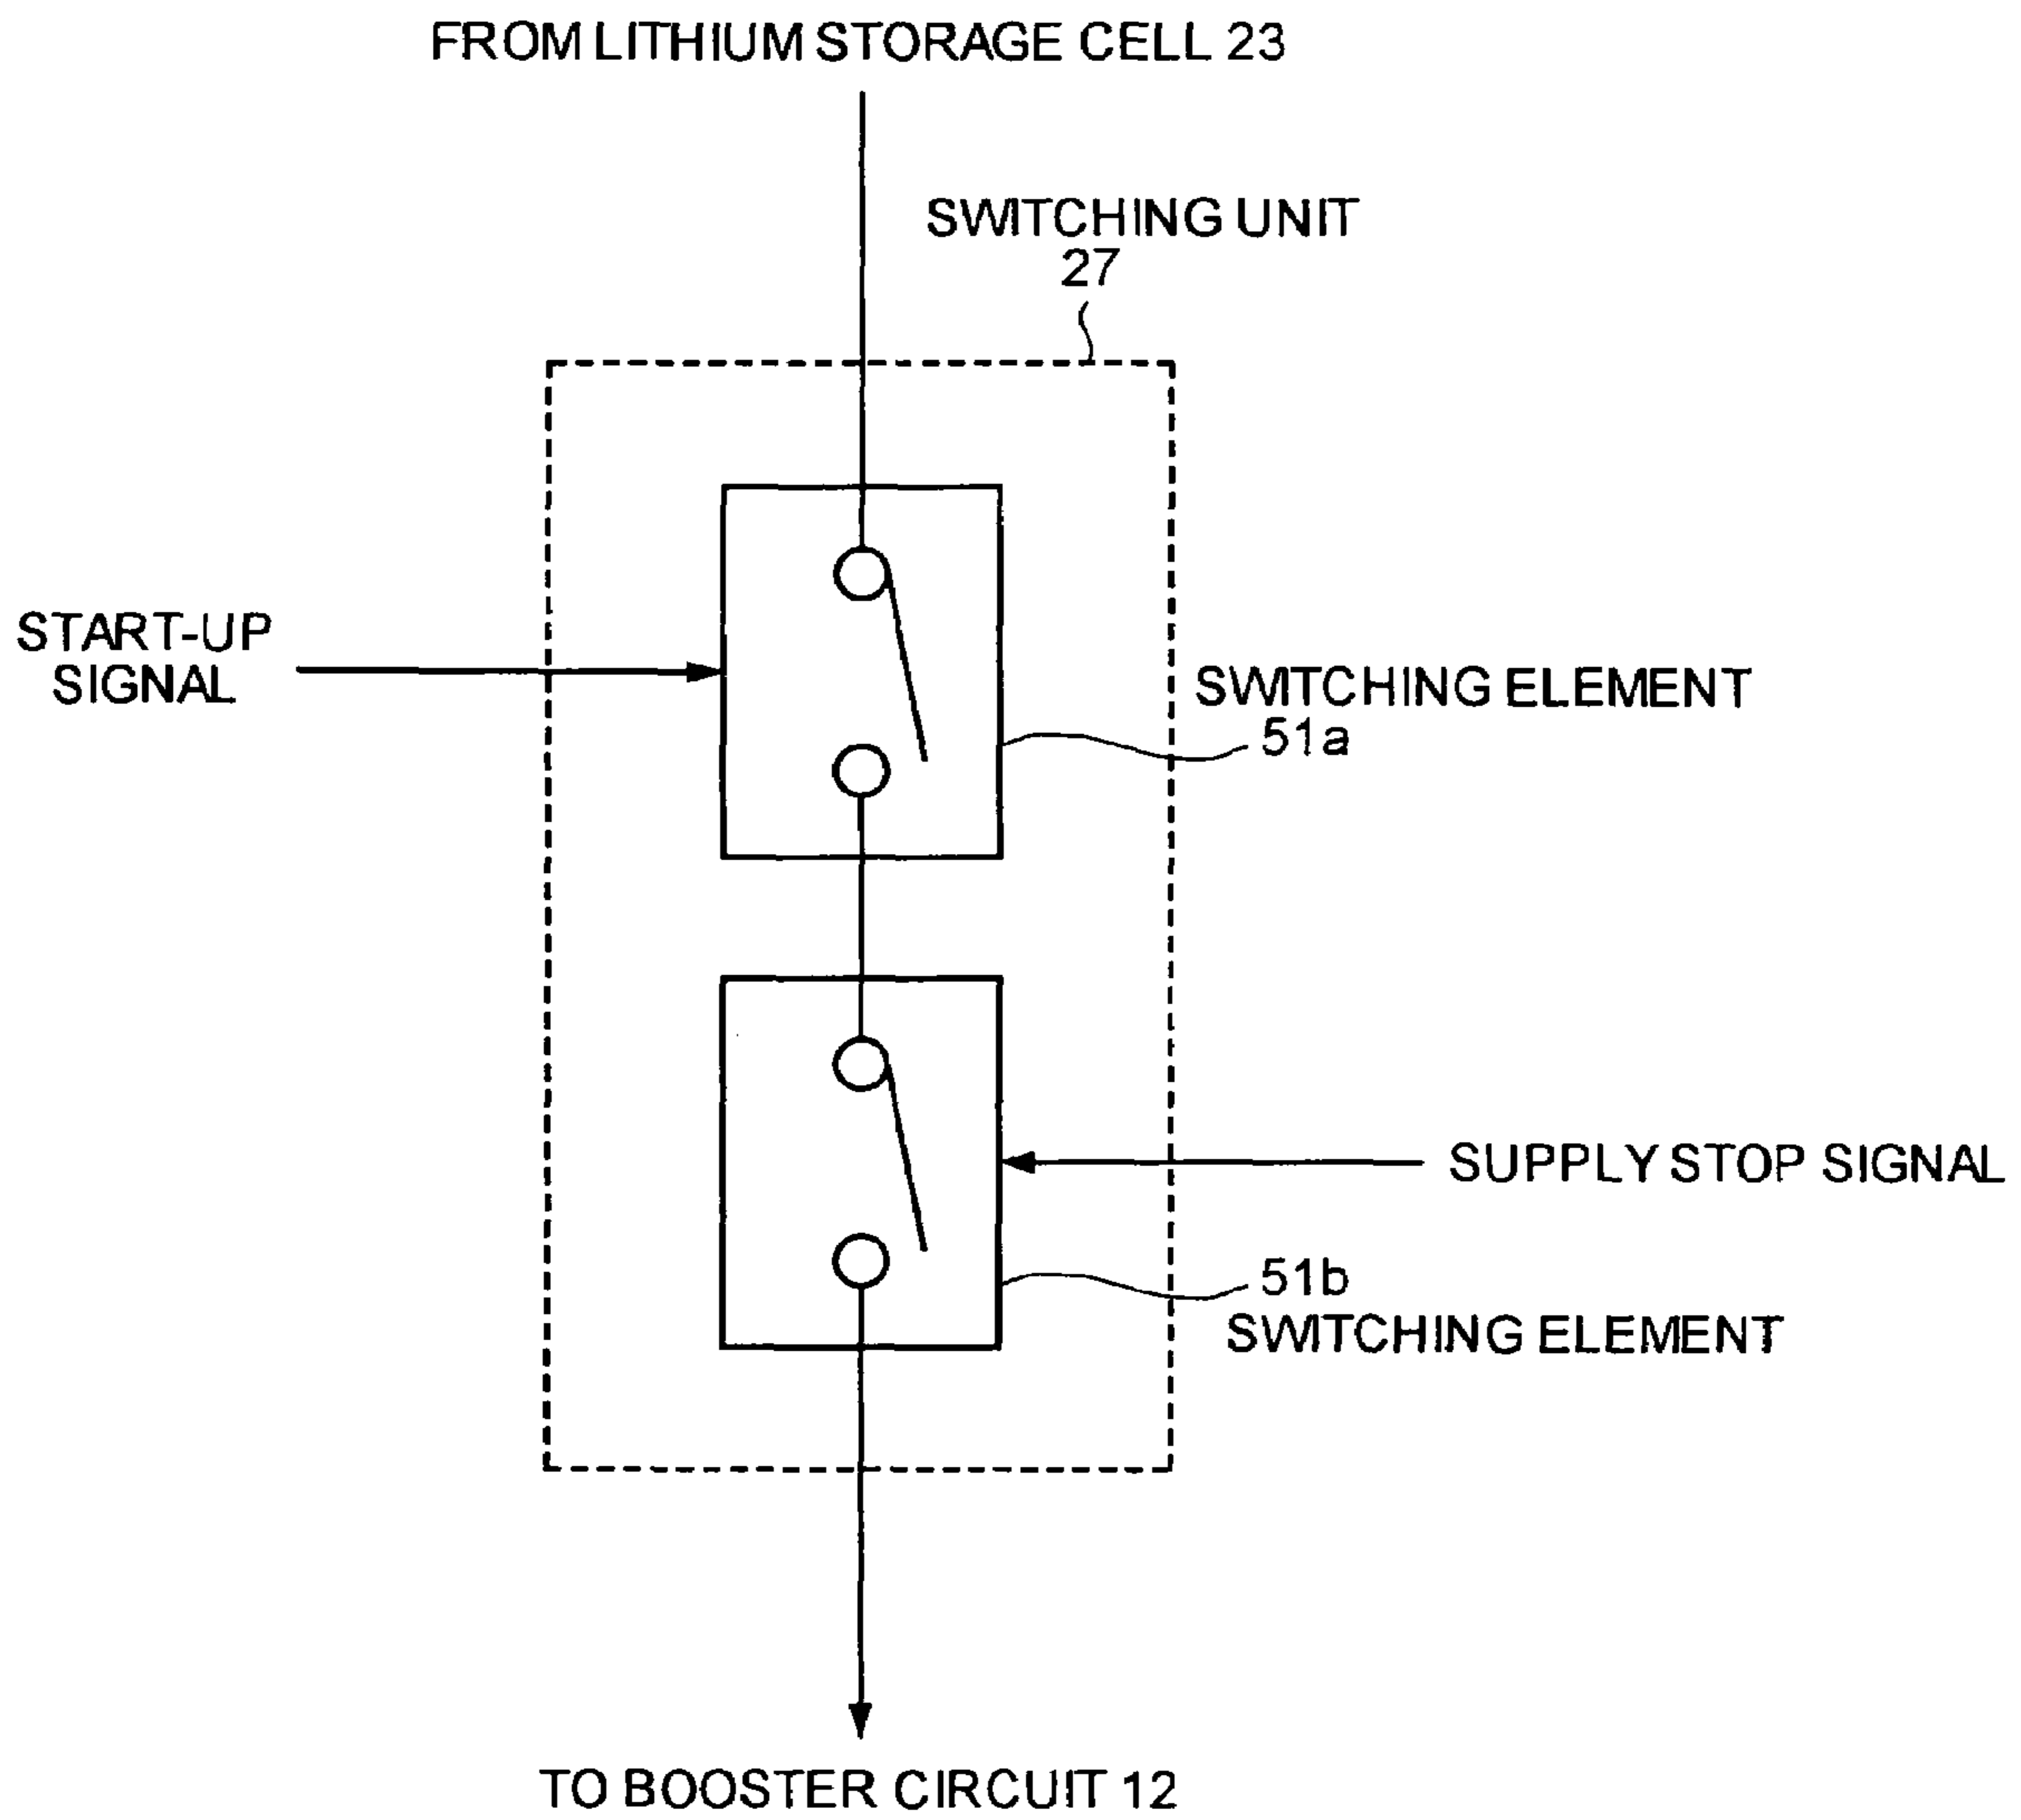 FROM LITHIUM STORAGE CELL 23
SWITCHING UNIT
27
START-UP
SIGNAL
SWITCHING ELEMENT
51a
SUPPLY STOP SIGNAL
51b
SWITCHING ELEMENT
TO BOOSTER CIRCUIT 12